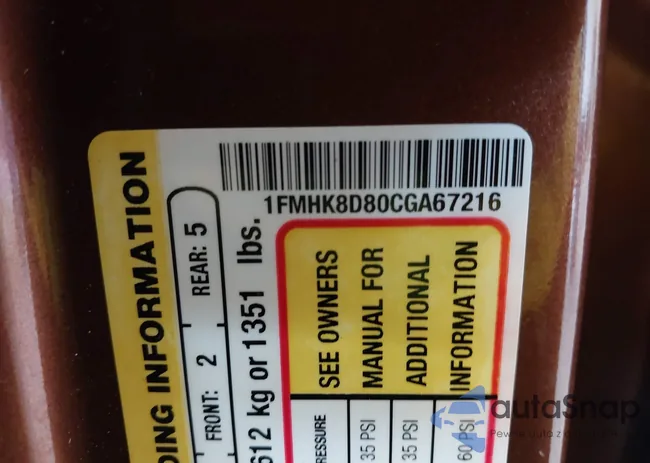 1FMHK8D80CGA67216
DING INFORMATION
FRONT: 2 REAR: 5
612 kg or 1351 lbs.
SEE OWNERS
MANUAL FOR
ADDITIONAL
INFORMATION
RESSURE
35 PSI
35 PSI
60 PSI
autaSnap